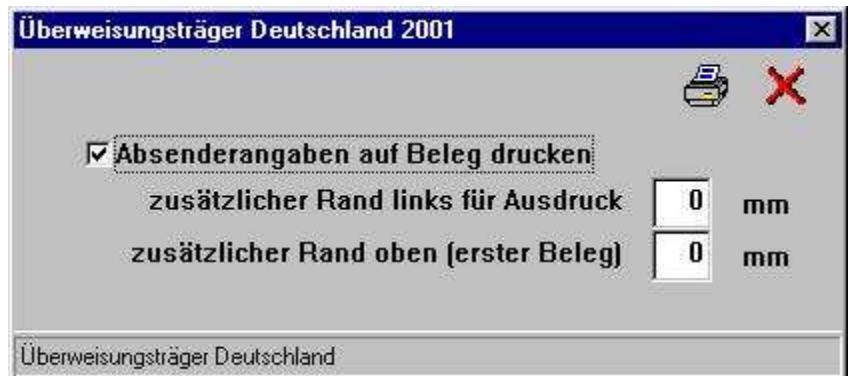 Überweisungsträger Deutschland 2001
Absenderangaben auf Beleg drucken
zusätzlicher Rand links für Ausdruck 0 mm
zusätzlicher Rand oben (erster Beleg) 0 mm
Überweisungsträger Deutschland